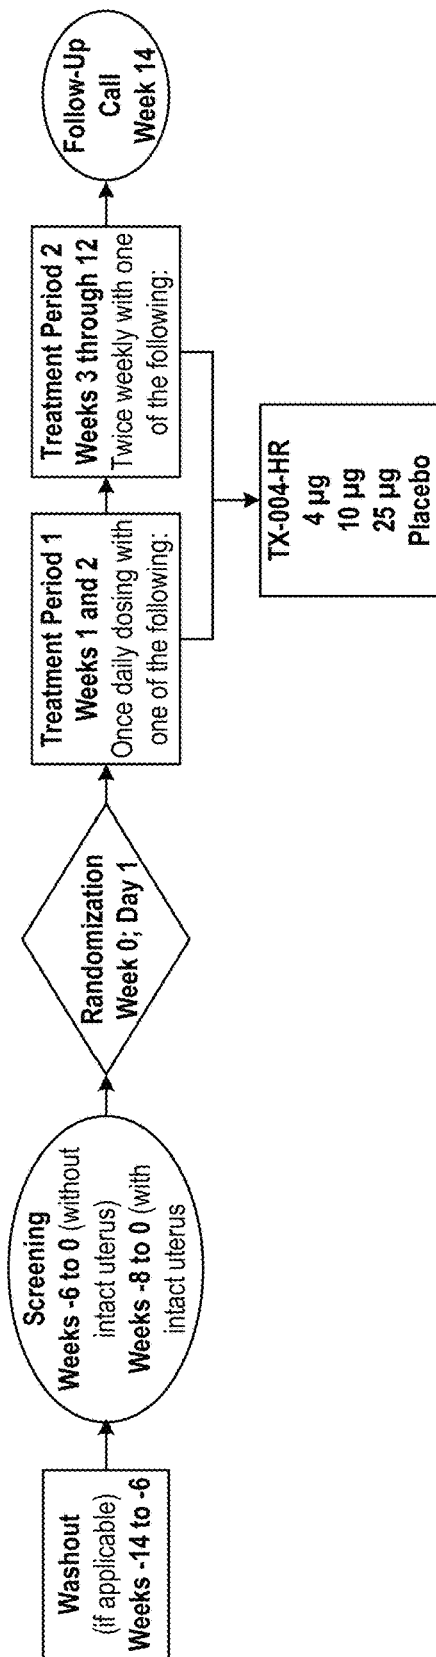 Washout
(if applicable)
Weeks -14 to -6
Screening
Weeks -6 to 0 (without
intact uterus)
Weeks -8 to 0 (with
intact uterus
Randomization
Week 0; Day 1
Treatment Period 1
Weeks 1 and 2
Once daily dosing with
one of the following:
Treatment Period 2
Weeks 3 through 12
Twice weekly with one
of the following:
TX-004-HR
4 µg
10 µg
25 µg
Placebo
Follow-Up
Call
Week 14